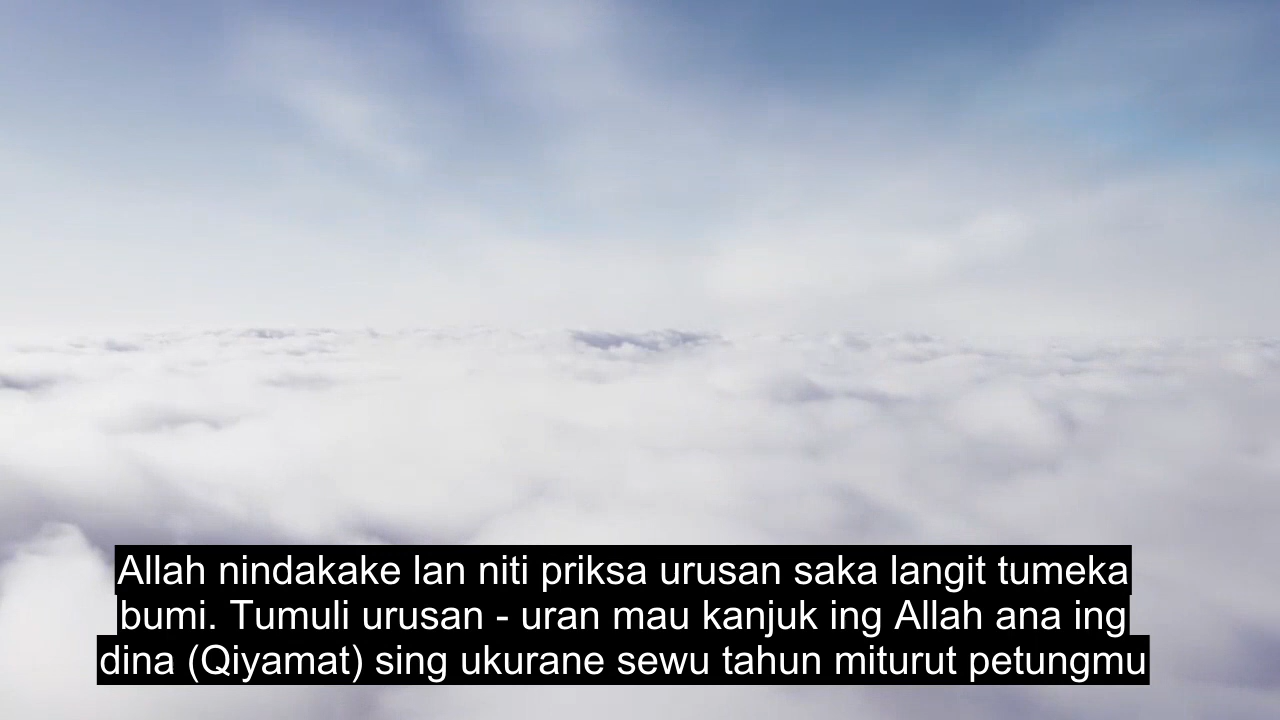 Allah nindakake lan niti priksa urusan saka langit tumeka
bumi. Tumuli urusan - uran mau kanjuk ing Allah ana ing
dina (Qiyamat) sing ukurane sewu tahun miturut petungmu